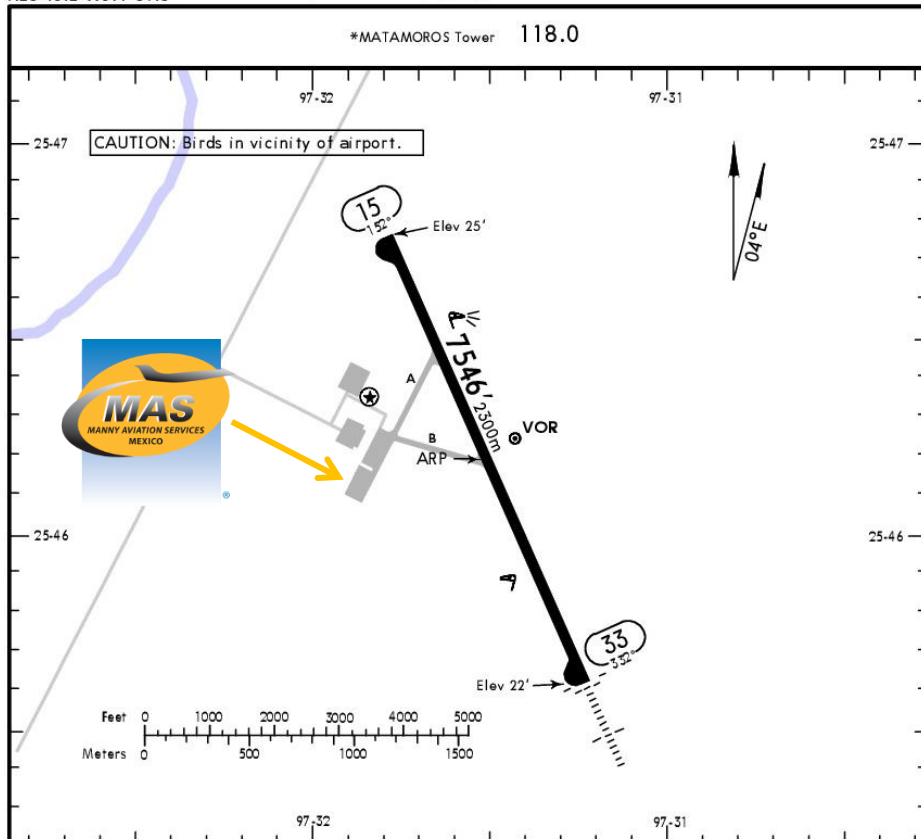 *MATAMOROS Tower 118.0
97-32 97-31
25-47 25-47
CAUTION: Birds in vicinity of airport.
15
152°
Elev 25'
04°E
7546'
2300m
A
MAS
MANNY AVIATION SERVICES
MEXICO
®
B
VOR
ARP
25-46 25-46
33
332°
Elev 22'
Feet 0 1000 2000 3000 4000 5000
Meters 0 500 1000 1500
97-32 97-31